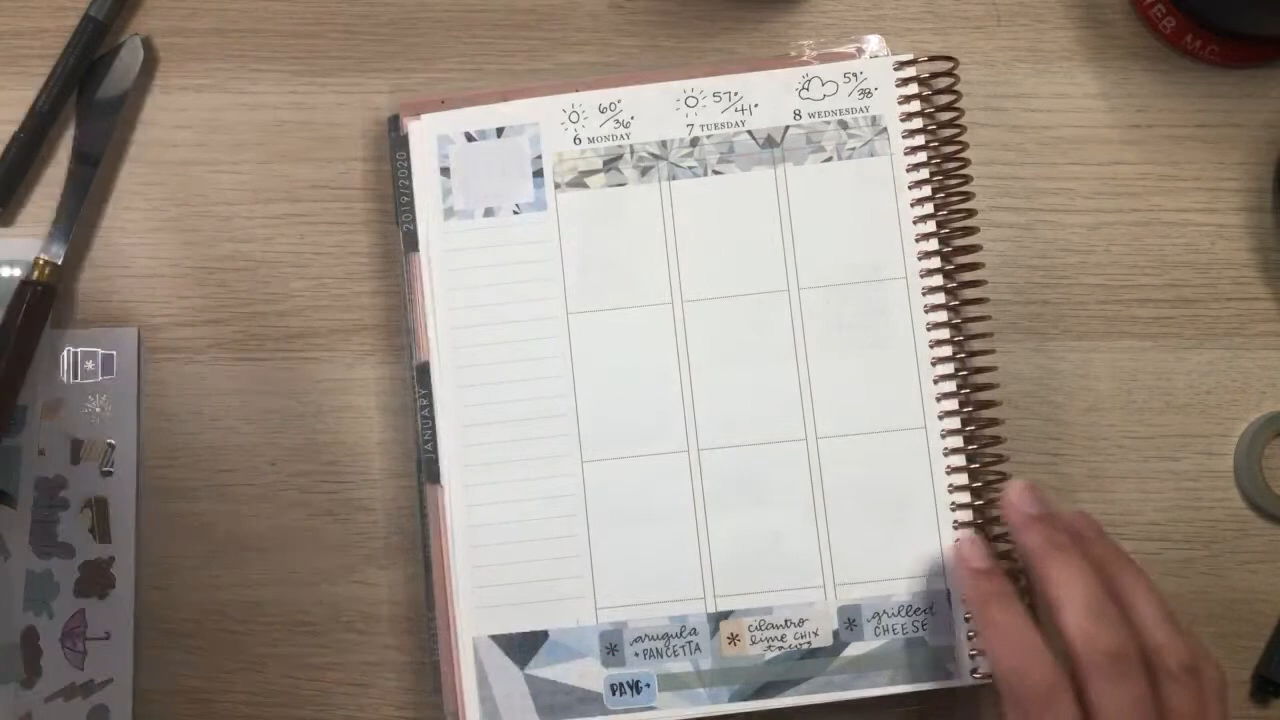 60°/36°
57°/41°
59°/38°
6 MONDAY
7 TUESDAY
8 WEDNESDAY
2019/2020
JANUARY
* arugula
+ PANCETTA
* cilantro
lime CHIX
tacos
* grilled
CHEESE